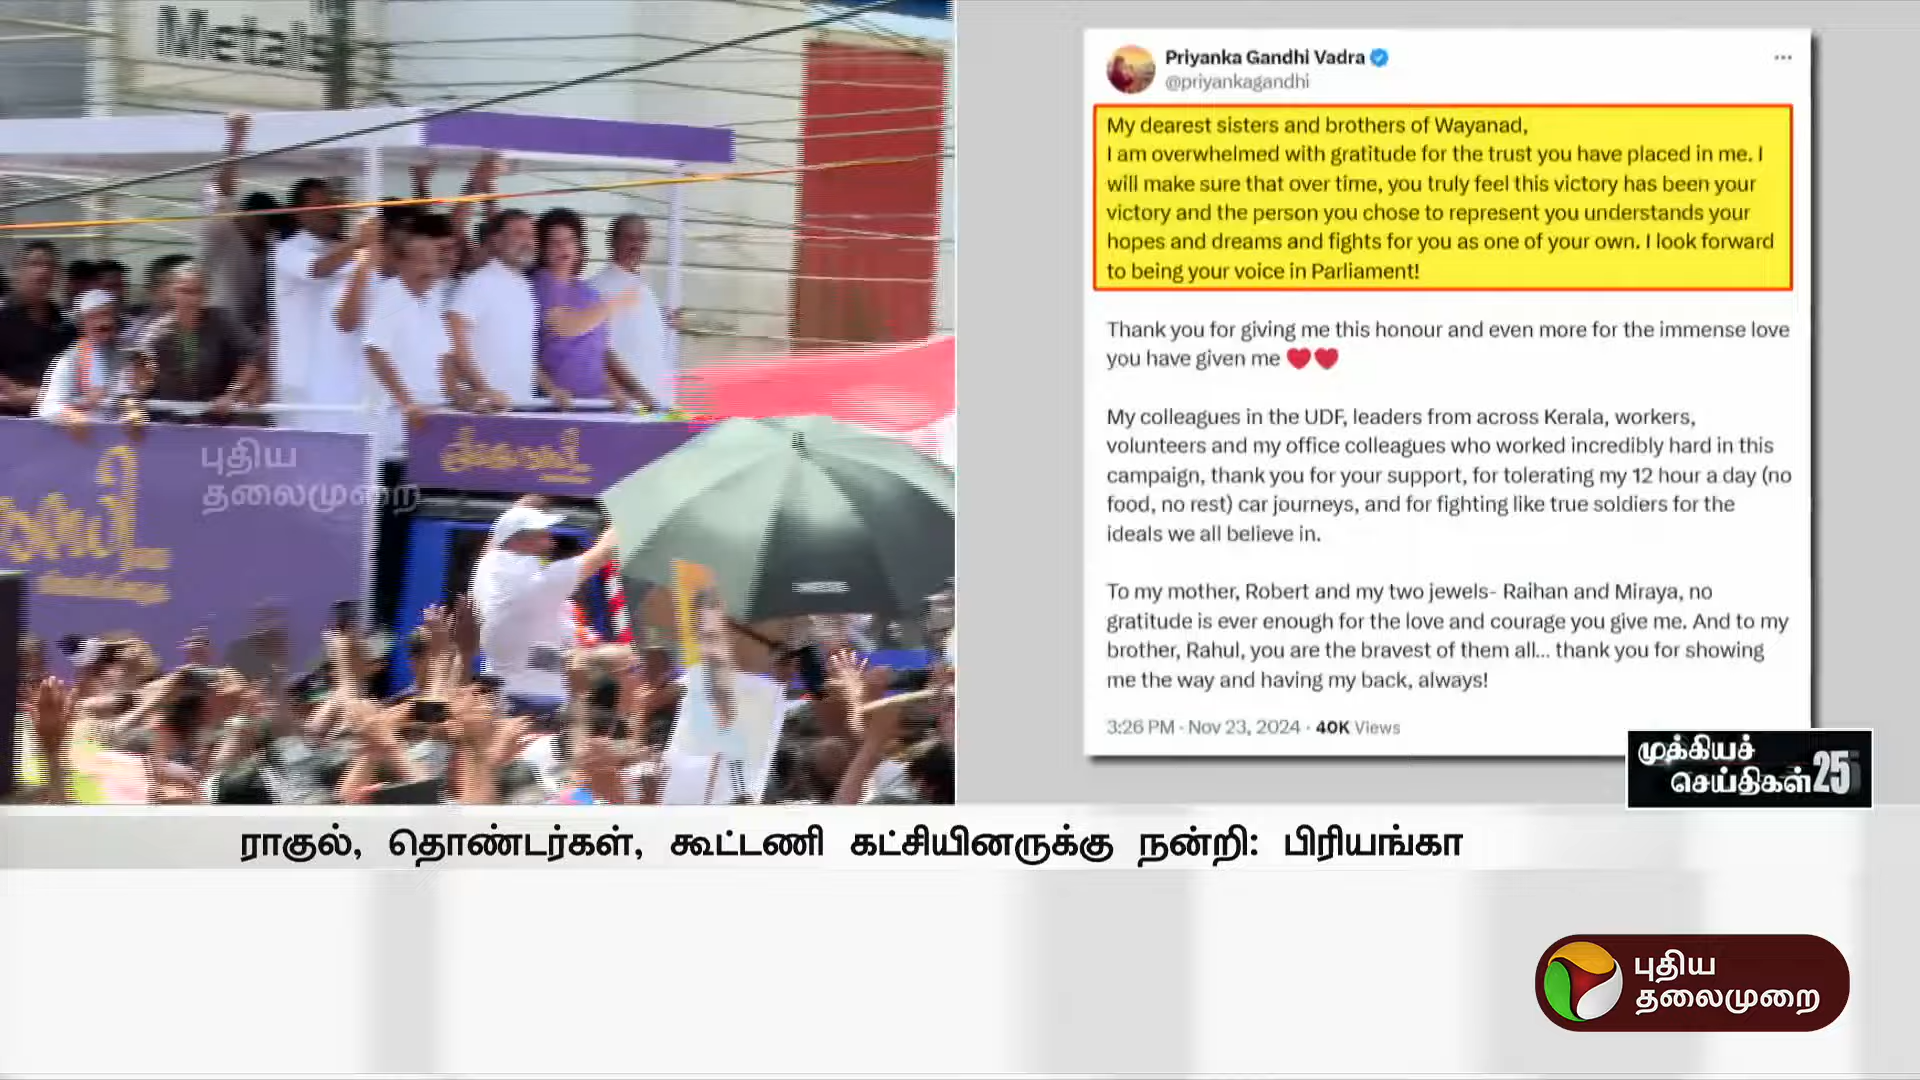 Metals
புதிய
தலைமுறை
Priyanka Gandhi Vadra
@priyankagandhi
My dearest sisters and brothers of Wayanad,
I am overwhelmed with gratitude for the trust you have placed in me. I
will make sure that over time, you truly feel this victory has been your
victory and the person you chose to represent you understands your
hopes and dreams and fights for you as one of your own. I look forward
to being your voice in Parliament!
Thank you for giving me this honour and even more for the immense love
you have given me ❤️❤️
My colleagues in the UDF, leaders from across Kerala, workers,
volunteers and my office colleagues who worked incredibly hard in this
campaign, thank you for your support, for tolerating my 12 hour a day (no
food, no rest) car journeys, and for fighting like true soldiers for the
ideals we all believe in.
To my mother, Robert and my two jewels- Raihan and Miraya, no
gratitude is ever enough for the love and courage you give me. And to my
brother, Rahul, you are the bravest of them all... thank you for showing
me the way and having my back, always!
3:26 PM · Nov 23, 2024 · 40K Views
முக்கியச்
செய்திகள் 25
ராகுல், தொண்டர்கள், கூட்டணி கட்சியினருக்கு நன்றி: பிரியங்கா
புதிய
தலைமுறை